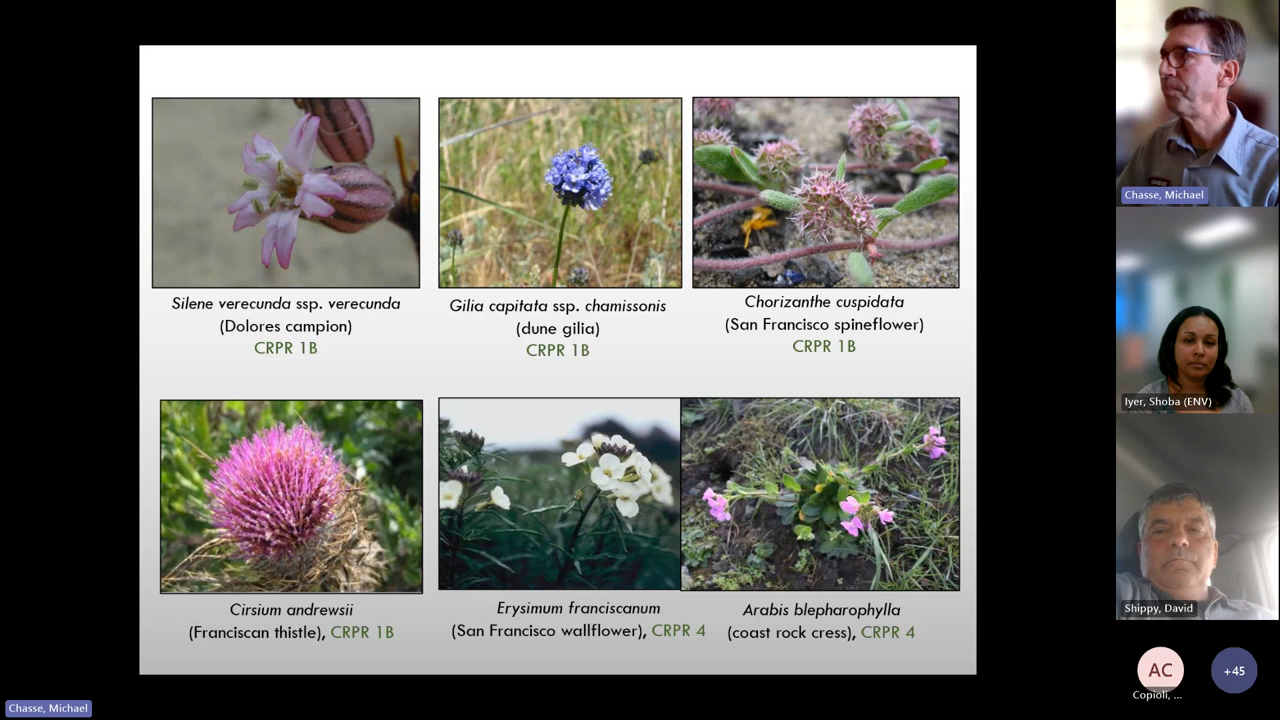 Silene verecunda ssp. verecunda
(Dolores campion)
CRPR 1B
Gilia capitata ssp. chamissonis
(dune gilia)
CRPR 1B
Chorizanthe cuspidata
(San Francisco spineflower)
CRPR 1B
Cirsium andrewsii
(Franciscan thistle), CRPR 1B
Erysimum franciscanum
(San Francisco wallflower), CRPR 4
Arabis blepharophylla
(coast rock cress), CRPR 4
Chasse, Michael
Iyer, Shoba (ENV)
Shippy, David
AC
Copioli, ...
+45
Chasse, Michael